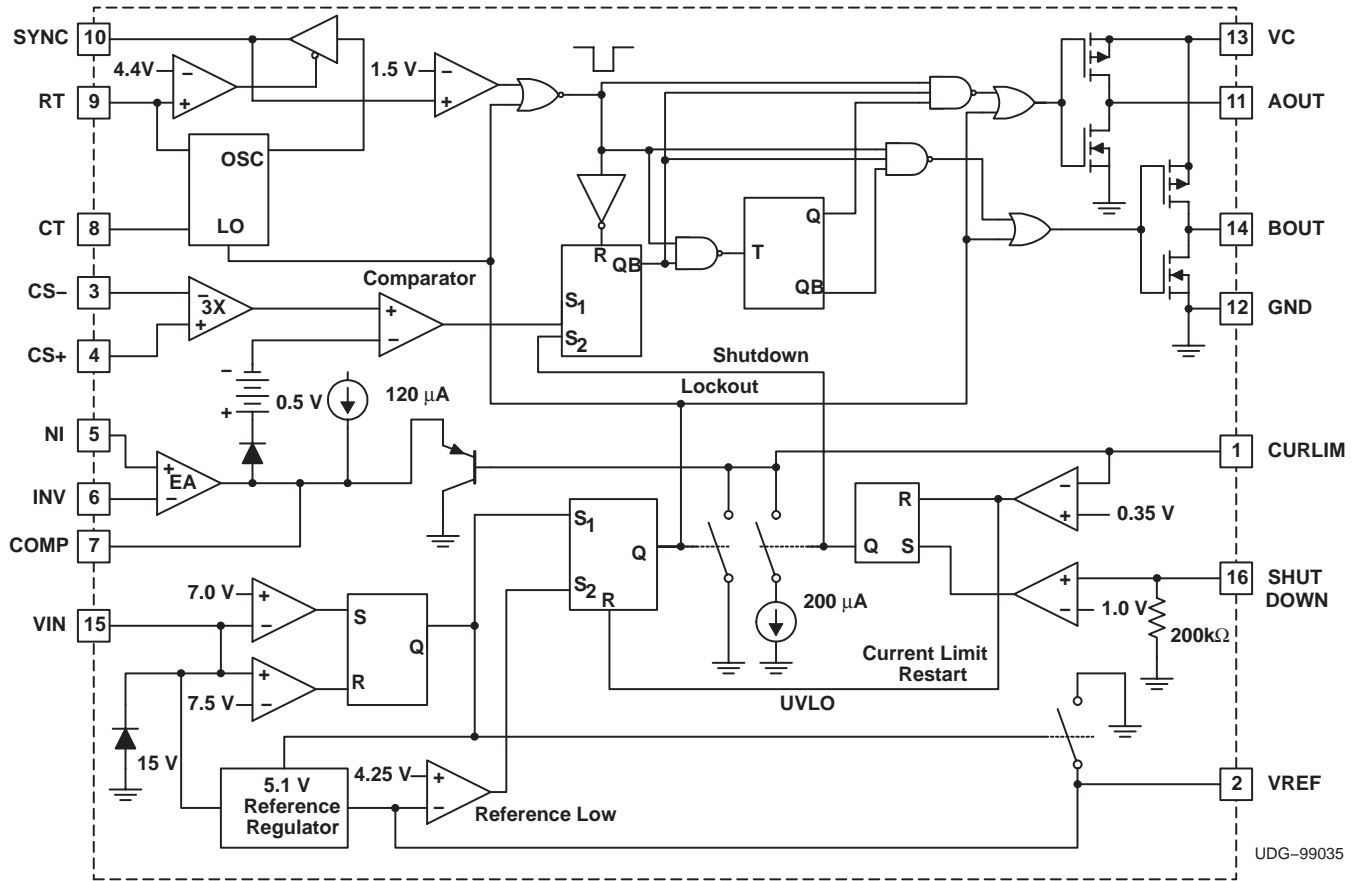 SYNC 10
4.4V
−
+
RT 9
OSC
LO
CT 8
1.5 V
−
+
13 VC
11 AOUT
14 BOUT
12 GND
R
QB
S1
S2
T
Q
QB
Comparator
+
−
CS− 3
CS+ 4
−
3X
+
Shutdown
Lockout
−
+
0.5 V
120 µA
NI 5
INV 6
COMP 7
+
EA
−
1 CURLIM
−
+
0.35 V
R
Q
S
S1
S2
Q
R
16 SHUT
DOWN
+
−
1.0 V
200kΩ
200 µA
VIN 15
7.0 V
+
−
+
−
7.5 V
S
Q
R
Current Limit
Restart
UVLO
15 V
5.1 V
Reference
Regulator
4.25 V
+
−
Reference Low
2 VREF
UDG−99035